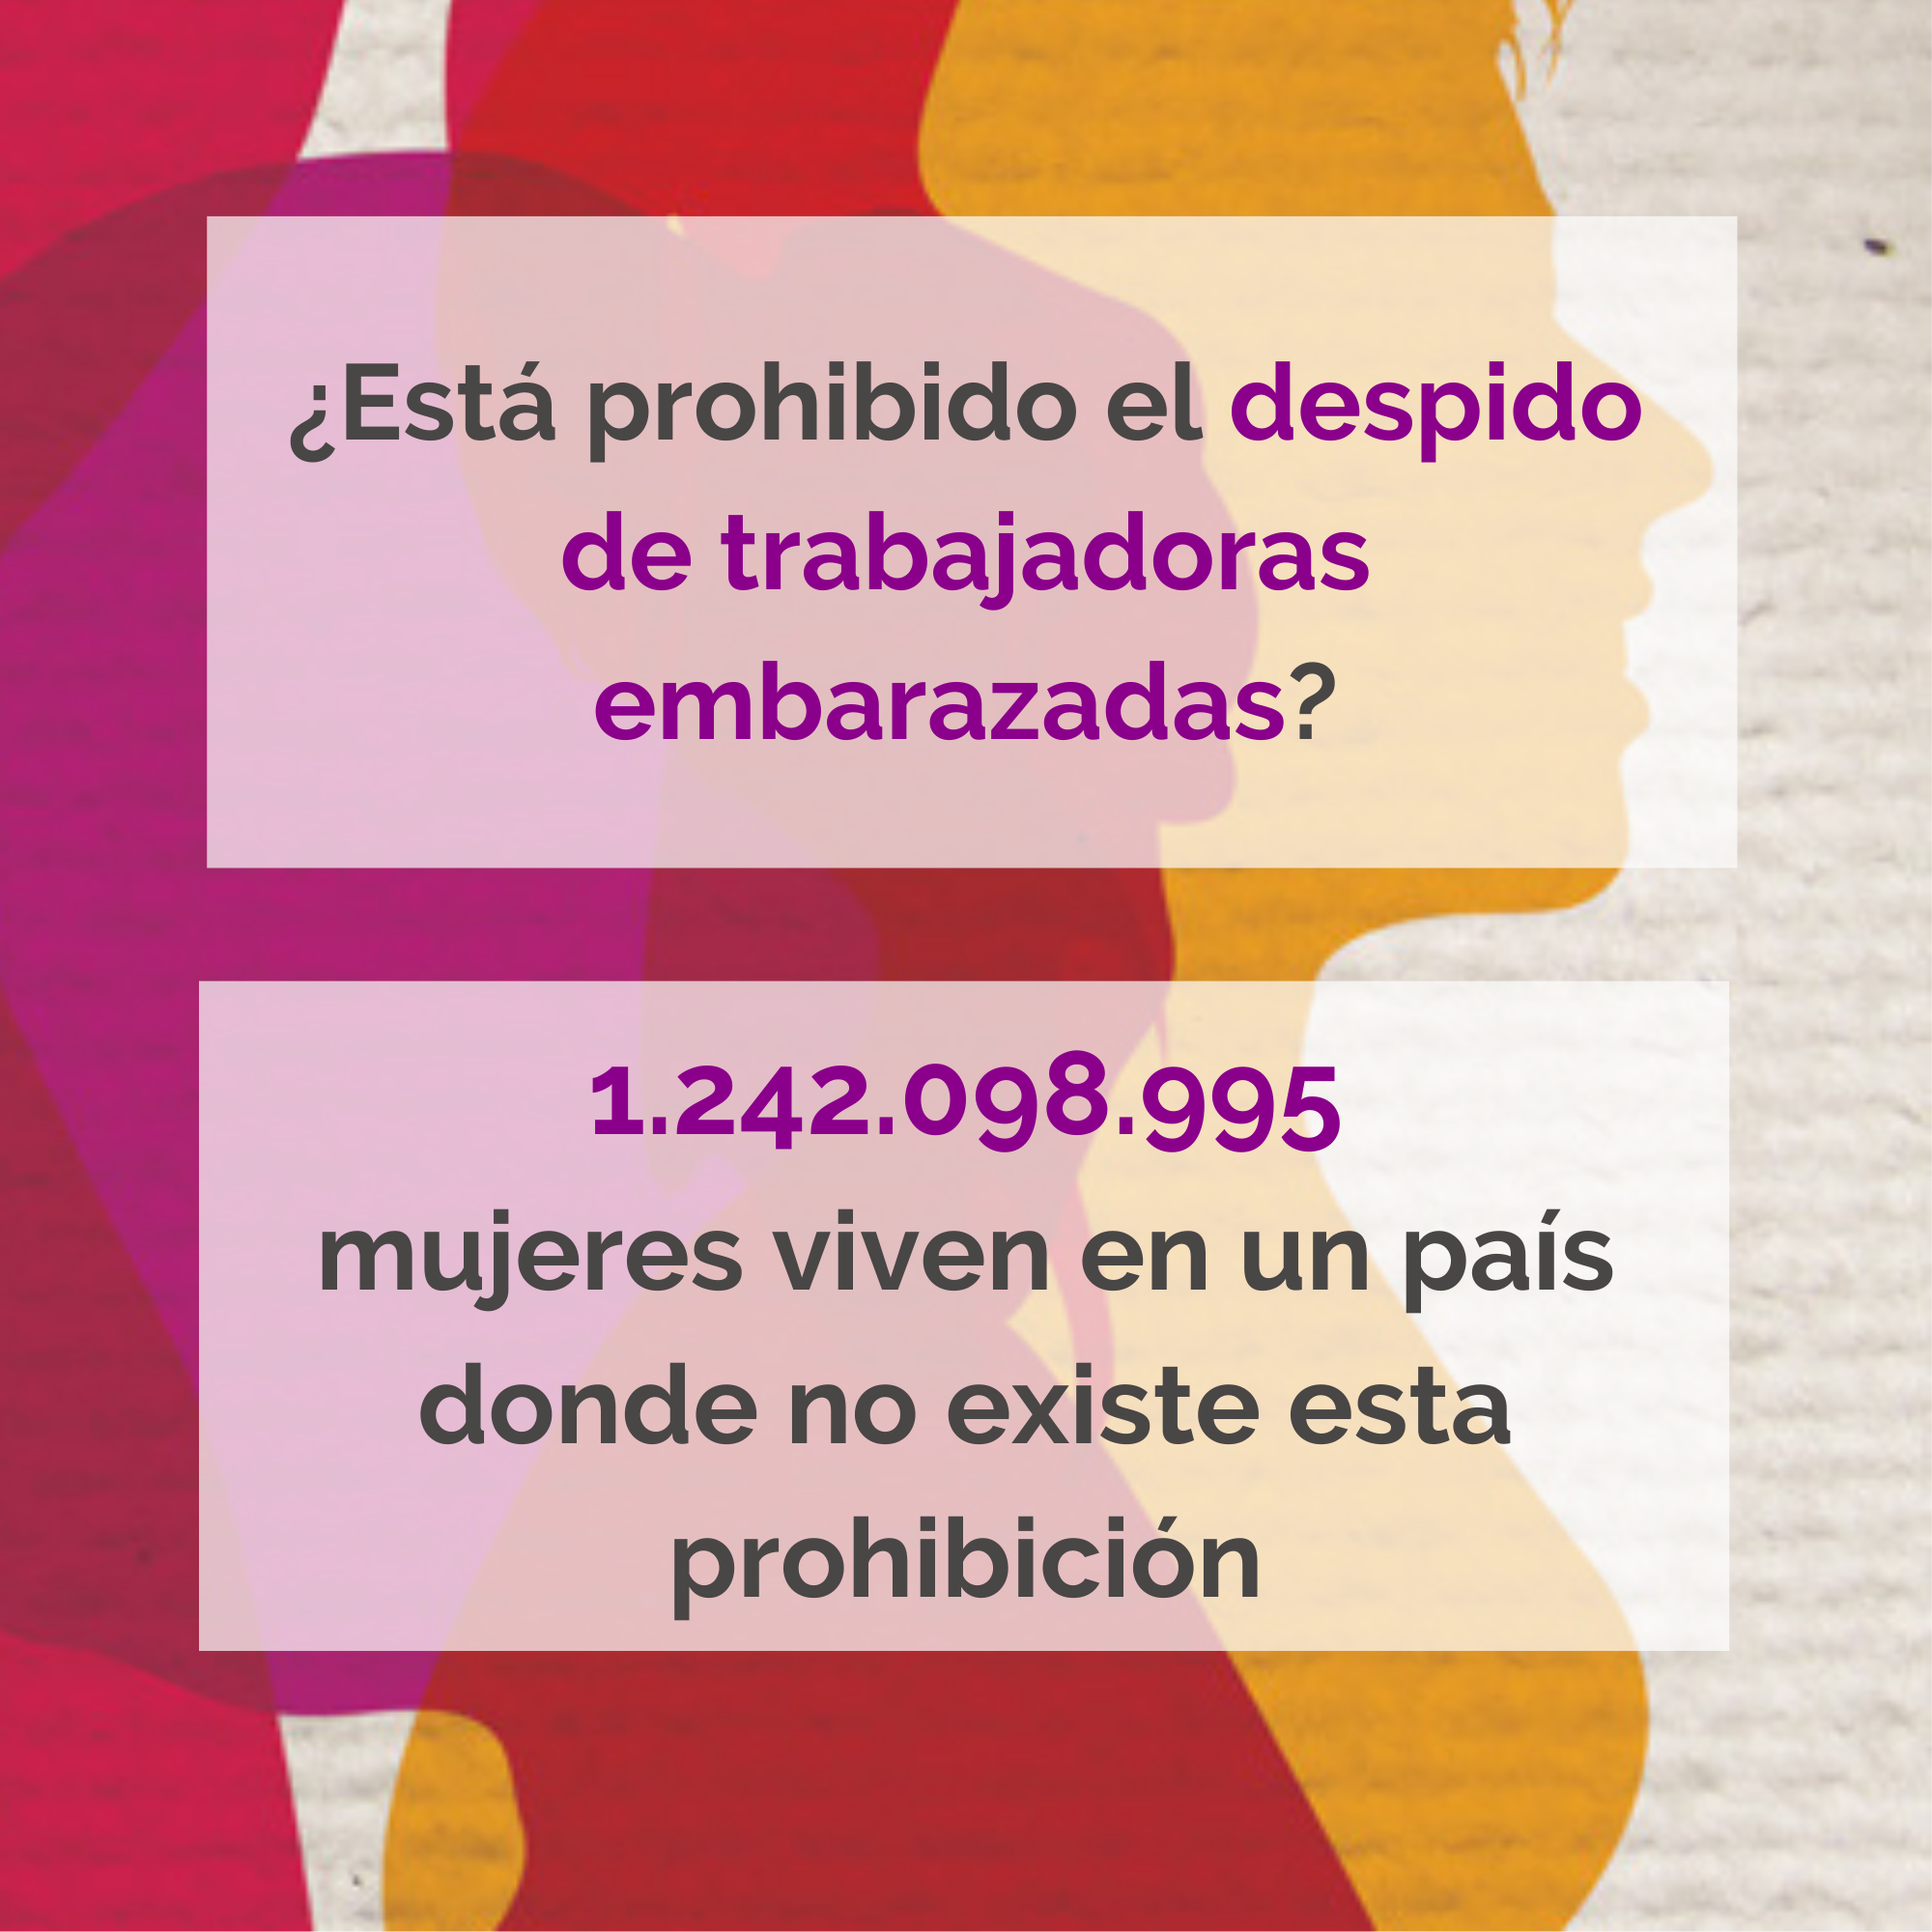 ¿Está prohibido el despido
de trabajadoras
embarazadas?
1.242.098.995
mujeres viven en un país
donde no existe esta
prohibición